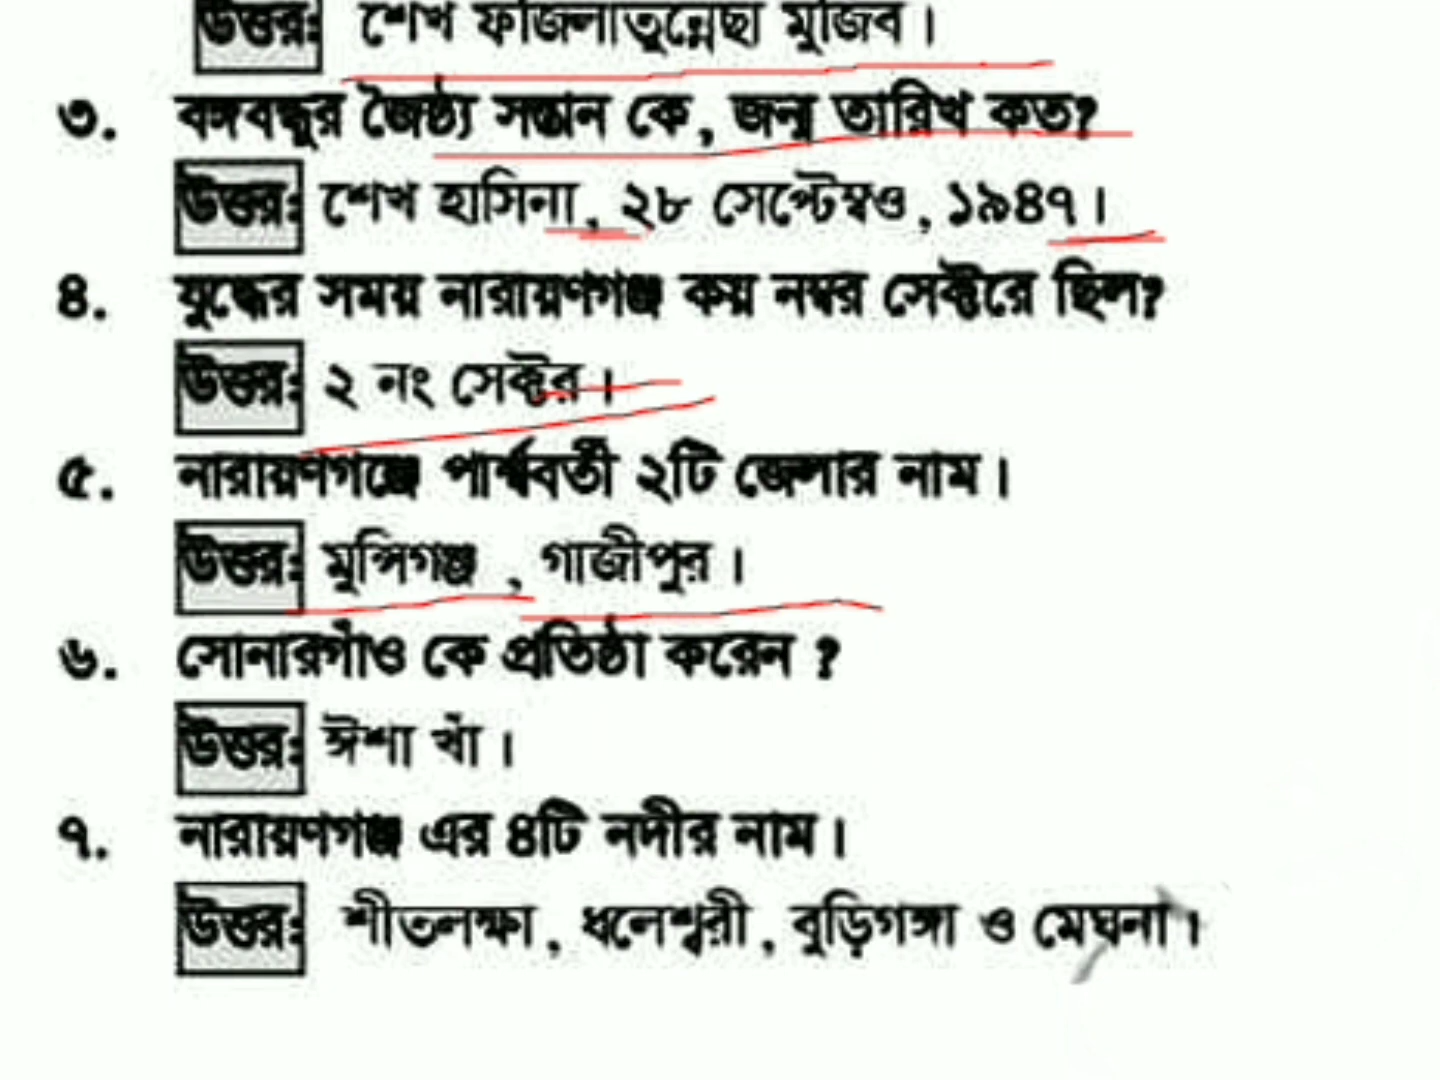 উত্তর: শেখ ফজিলাতুন্নেছা মুজিব।
৩. বঙ্গবন্ধুর জৈষ্ঠ্য সন্তান কে, জন্ম তারিখ কত?
উত্তর: শেখ হাসিনা, ২৮ সেপ্টেম্বও, ১৯৪৭।
৪. যুদ্ধের সময় নারায়ণগঞ্জ কয় নম্বর সেক্টরে ছিল?
উত্তর: ২ নং সেক্টর।
৫. নারায়ণগঞ্জে পার্শ্ববর্তী ২টি জেলার নাম।
উত্তর: মুন্সিগঞ্জ , গাজীপুর।
৬. সোনারগাঁও কে প্রতিষ্ঠা করেন ?
উত্তর: ঈশা খাঁ।
৭. নারায়ণগঞ্জ এর ৪টি নদীর নাম।
উত্তর: শীতলক্ষা, ধলেশ্বরী, বুড়িগঙ্গা ও মেঘনা।